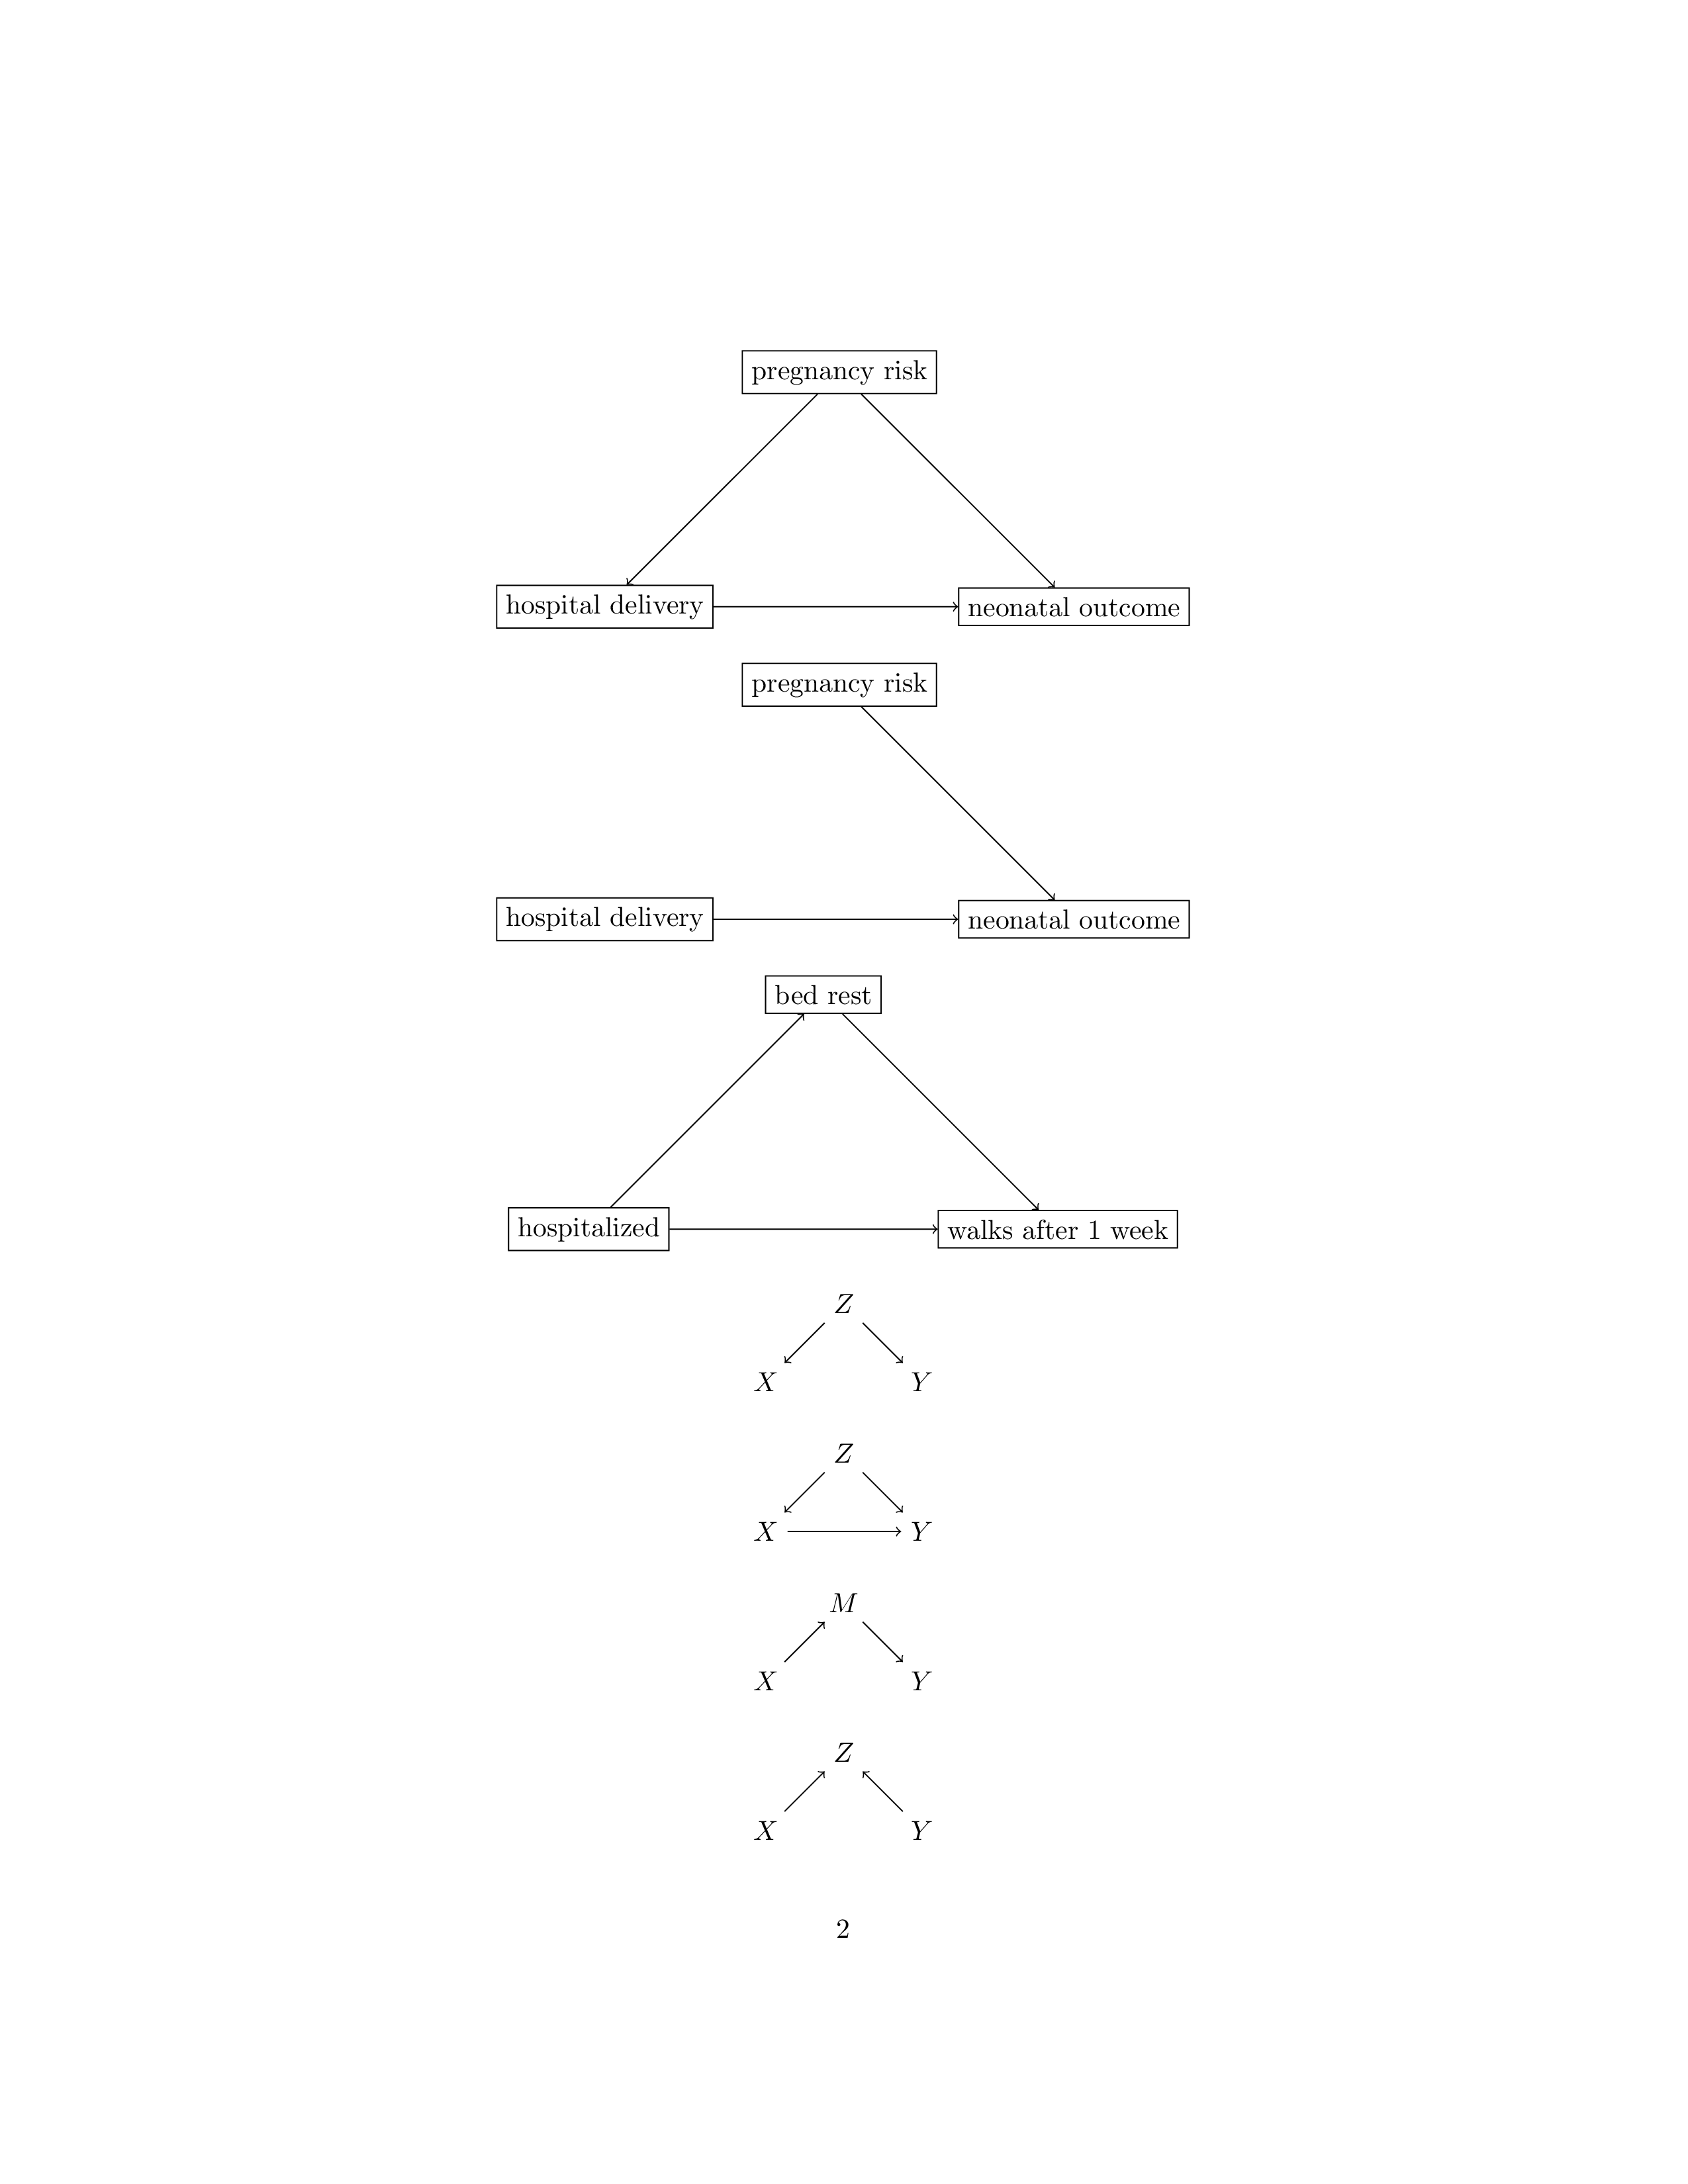 pregnancy risk
hospital delivery
neonatal outcome
pregnancy risk
hospital delivery
neonatal outcome
bed rest
hospitalized
walks after 1 week
Z
X
Y
Z
X
Y
M
X
Y
Z
X
Y
2